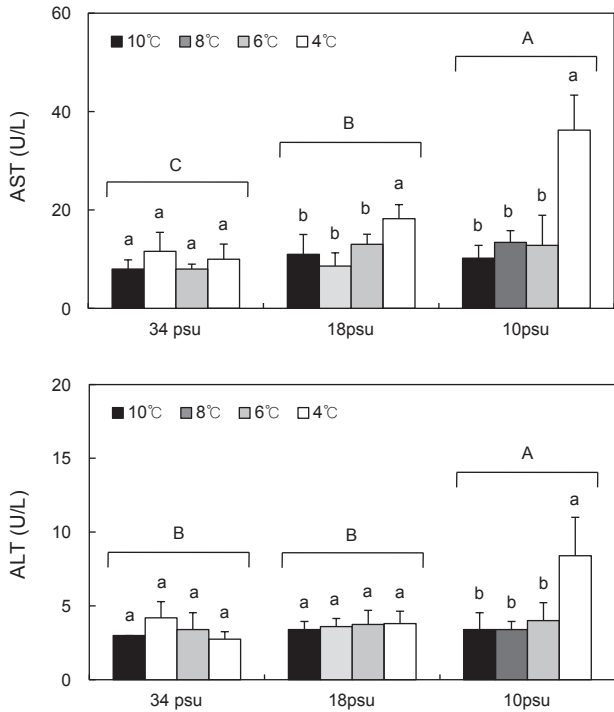 60
10℃ 8℃ 6℃ 4℃
A
a
B
40
C
a
20
a a a a b b b b b b
0
AST (U/L)
34 psu 18psu 10psu
20
10℃ 8℃ 6℃ 4℃
A
15
a
B B
10
a a a a a a a a b b b
5
0
ALT (U/L)
34 psu 18psu 10psu